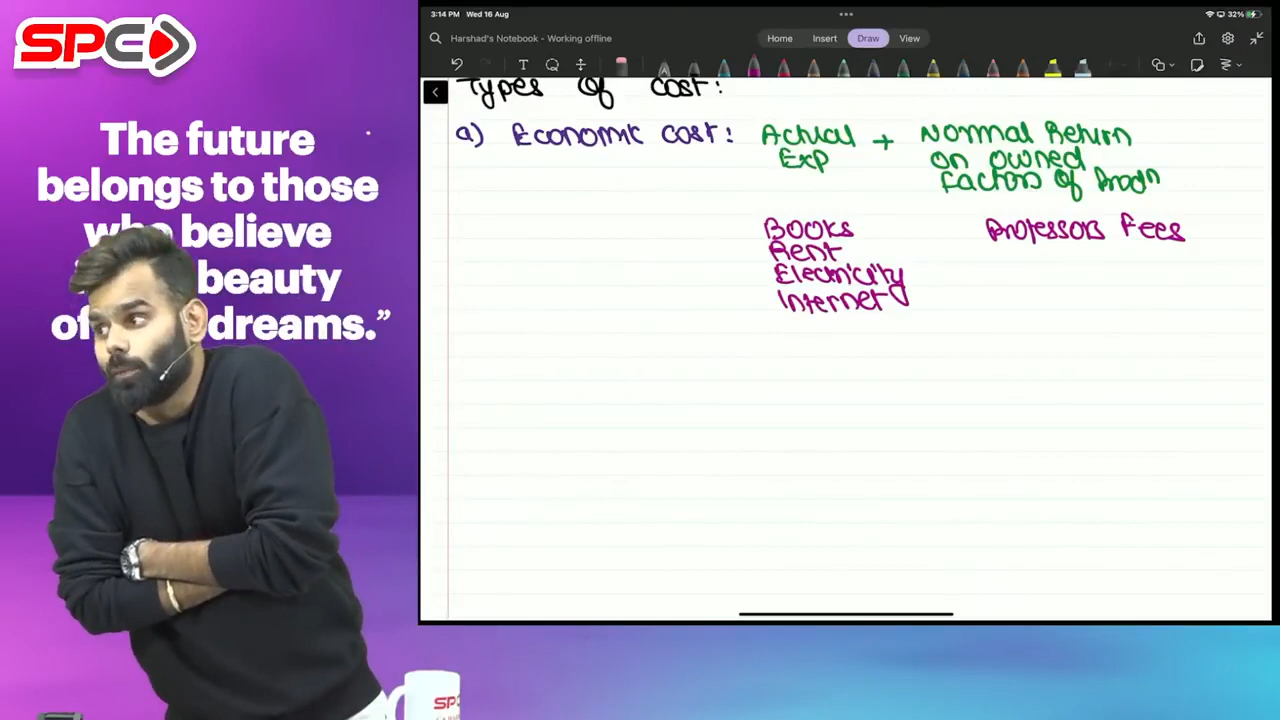 SPC
The future
belongs to those
who believe
beauty
of dreams.”
3:14 PM Wed 16 Aug
32%
Harshad's Notebook - Working offline
Home Insert Draw View
Types of cost:
a) Economic cost: Actual + Normal Return
Exp on owned
factors of Prodn
Books Professors Fees
Rent
Electricity
Internet
SPC